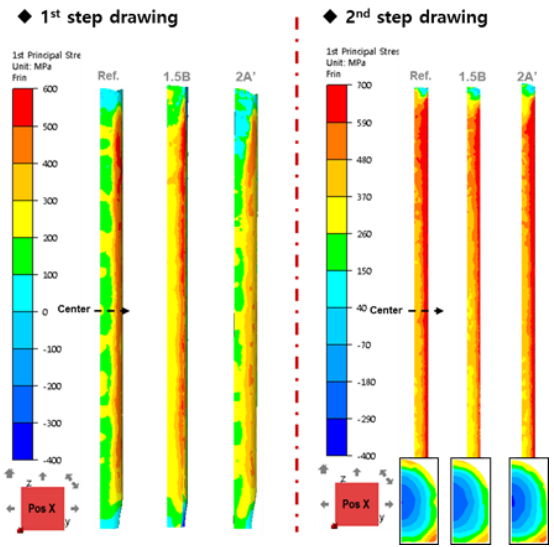 ◆ 1st step drawing
1st Principal Stre
Unit: MPa
Frin
600
500
400
300
200
100
0
-100
-200
-300
-400
Ref.
1.5B
2A'
Center
z
y
Pos X
◆ 2nd step drawing
1st Principal Stres
Unit: MPa
Frin
700
590
480
370
260
150
40
-70
-180
-290
-400
Ref.
1.5B
2A'
Center
z
y
Pos X